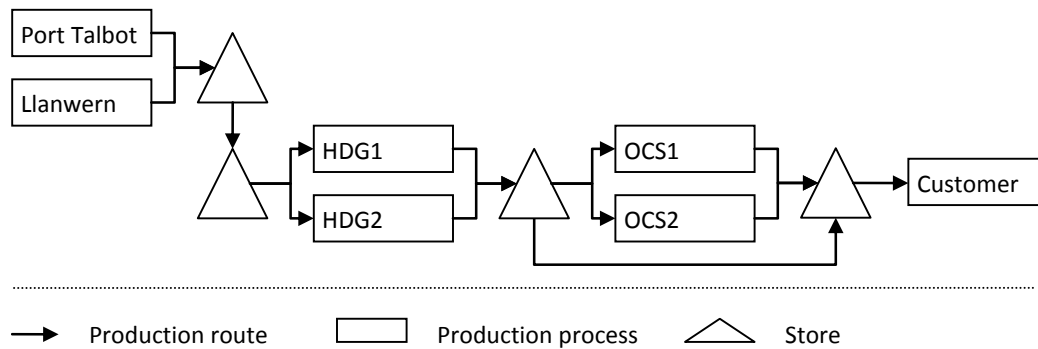 Port Talbot
Llanwern
HDG1
OCS1
Customer
HDG2
OCS2
Production route
Production process
Store